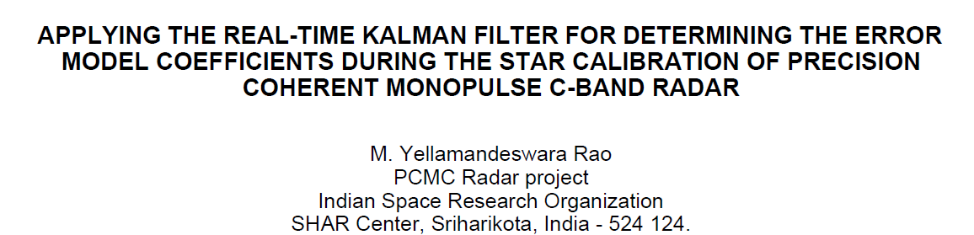 APPLYING THE REAL-TIME KALMAN FILTER FOR DETERMINING THE ERROR
MODEL COEFFICIENTS DURING THE STAR CALIBRATION OF PRECISION
COHERENT MONOPULSE C-BAND RADAR
M. Yellamandeswara Rao
PCMC Radar project
Indian Space Research Organization
SHAR Center, Sriharikota, India - 524 124.